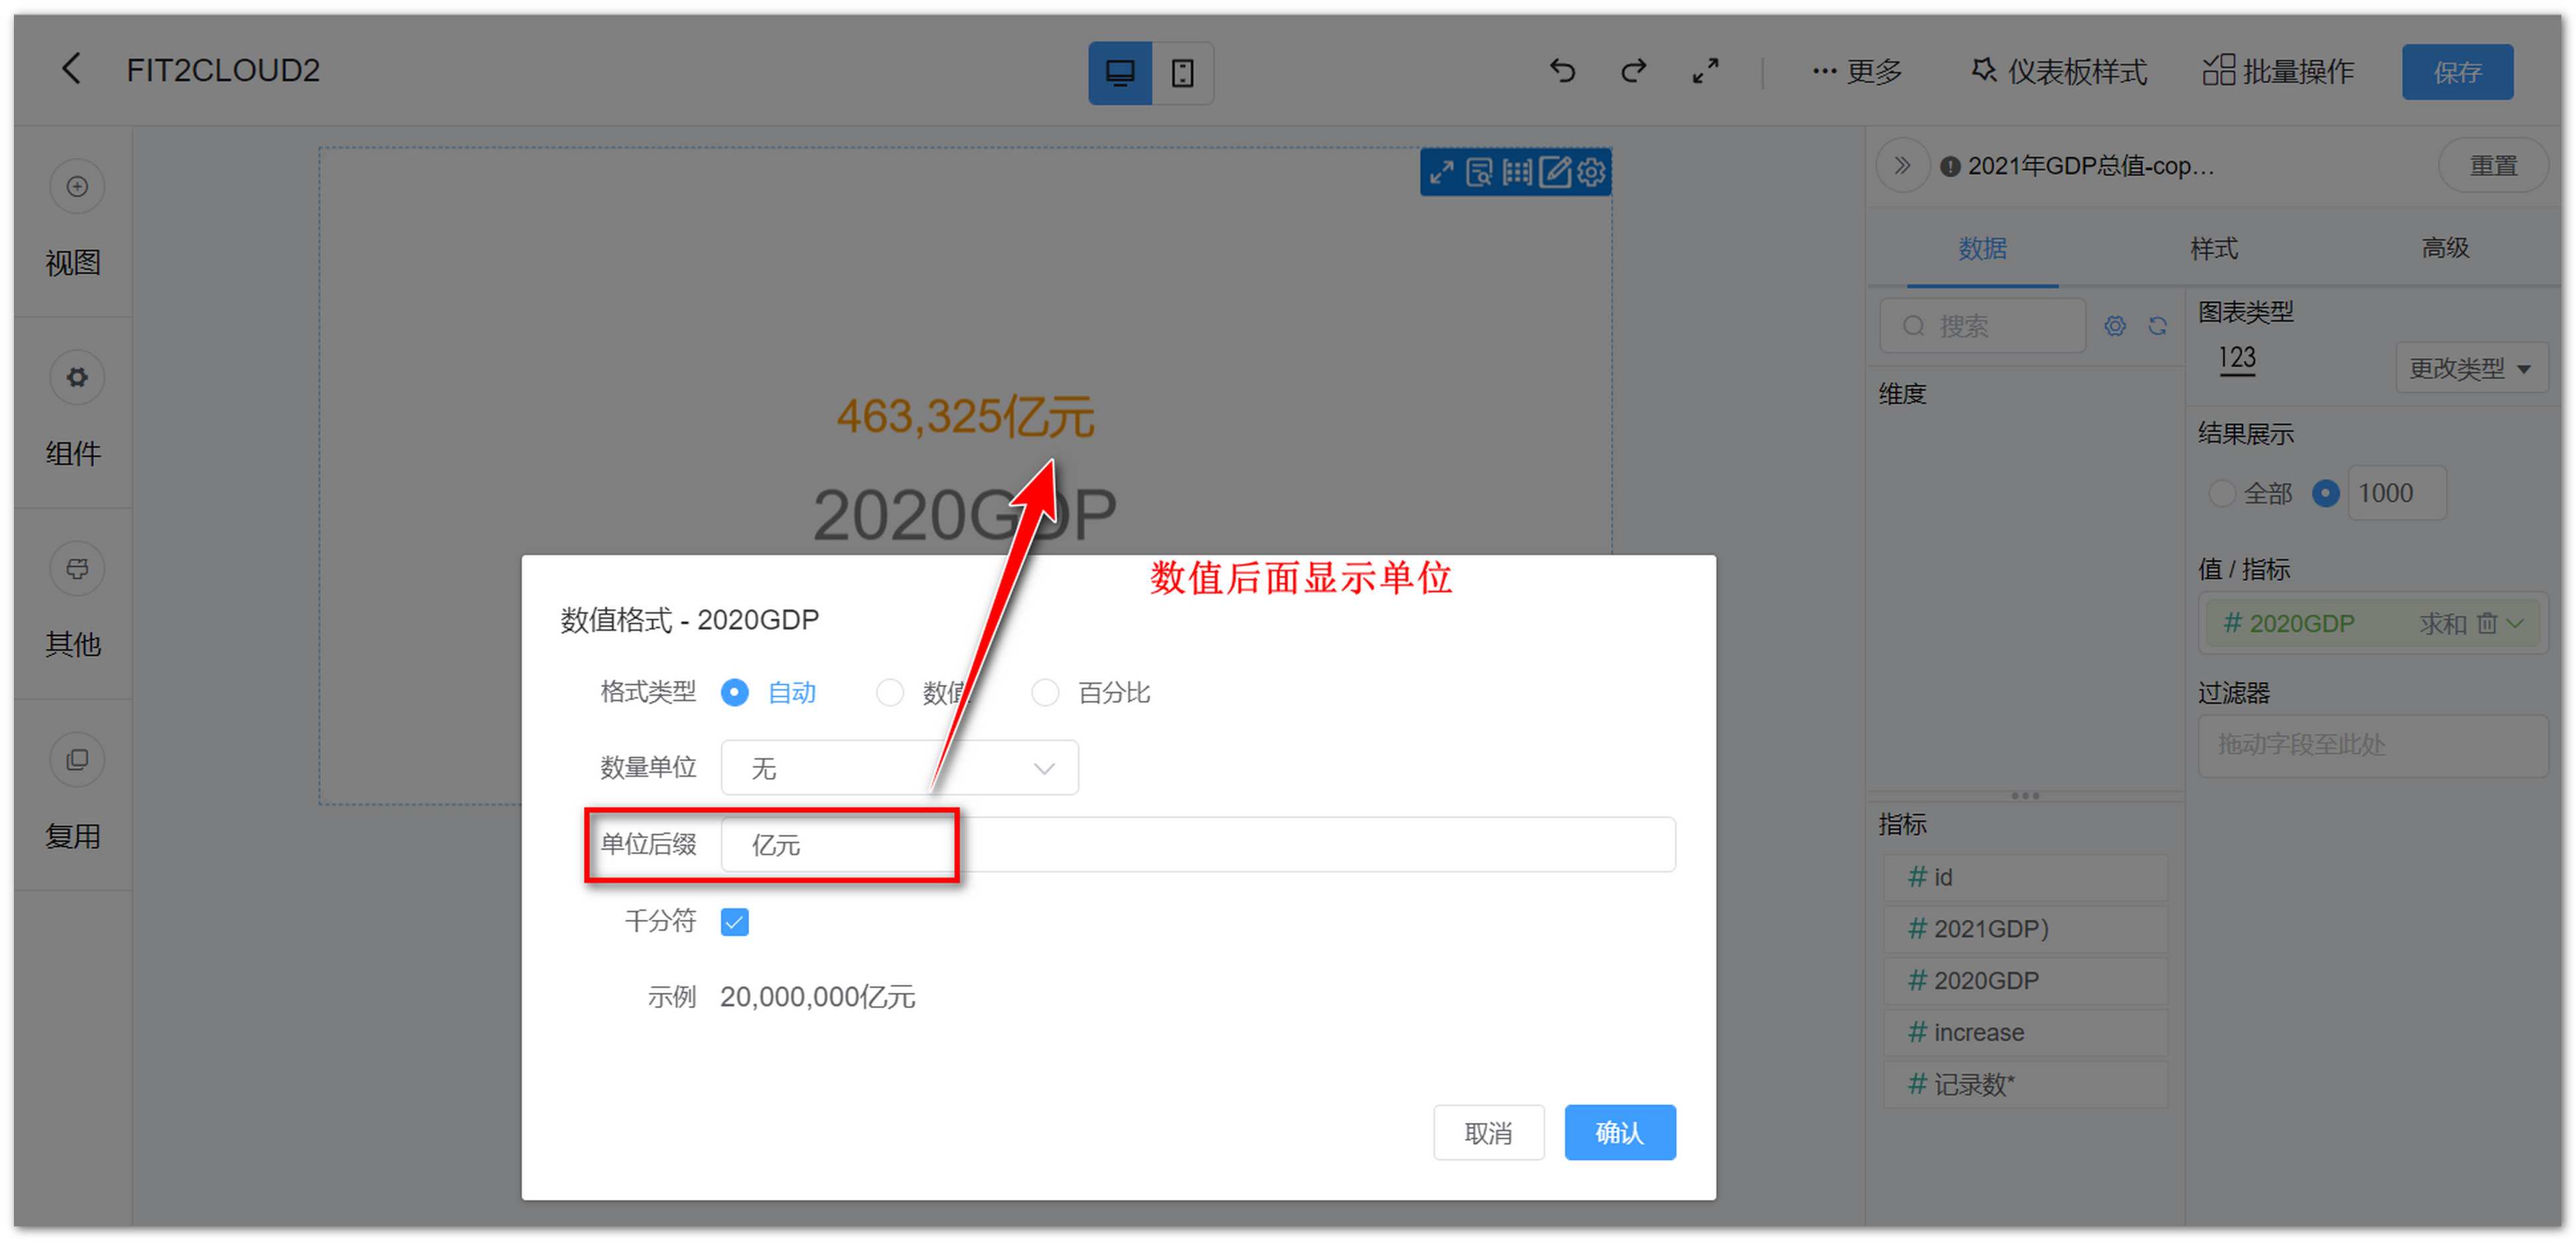 FIT2CLOUD2
更多
仪表板样式
批量操作
保存
视图
组件
其他
复用
463,325亿元
2020GDP
数值后面显示单位
数值格式 - 2020GDP
格式类型 自动 数值 百分比
数量单位 无
单位后缀 亿元
千分符
示例 20,000,000亿元
取消 确认
2021年GDP总值-cop...
重置
数据 样式 高级
搜索
维度
指标
# id
# 2021GDP)
# 2020GDP
# increase
# 记录数*
图表类型
123
更改类型
结果展示
全部 1000
值 / 指标
# 2020GDP 求和
过滤器
拖动字段至此处